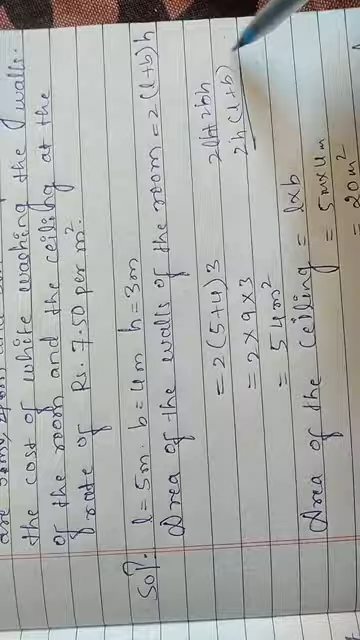 the cost of white washing the walls
of the room and the ceiling at the
rate of Rs. 7.50 per m²
Solⁿ. l = 5m. b = 4m h = 3m
Area of the walls of the room = 2(l+b)h
= 2(5+4)3 2lh+2bh
= 2×9×3 2h(l+b)
= 54m²
Area of the ceiling = l×b
= 5m×4m
= 20m²